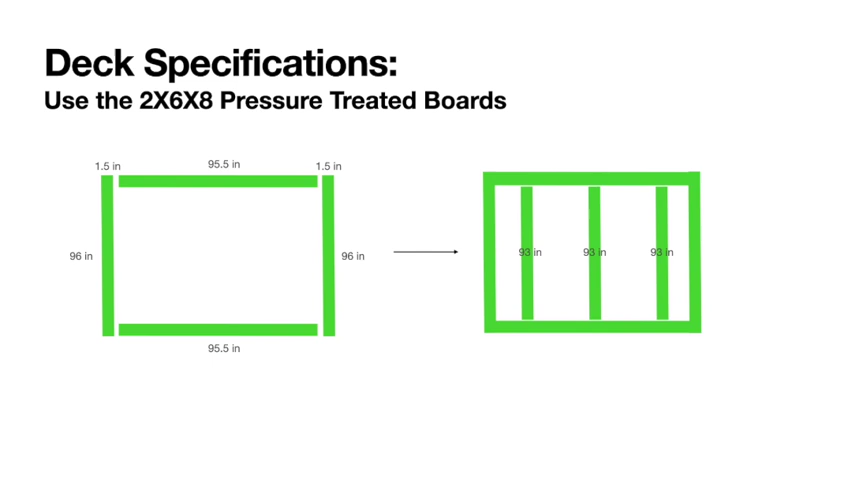 Deck Specifications:
Use the 2X6X8 Pressure Treated Boards
1.5 in
95.5 in
1.5 in
96 in
96 in
93 in
93 in
93 in
95.5 in